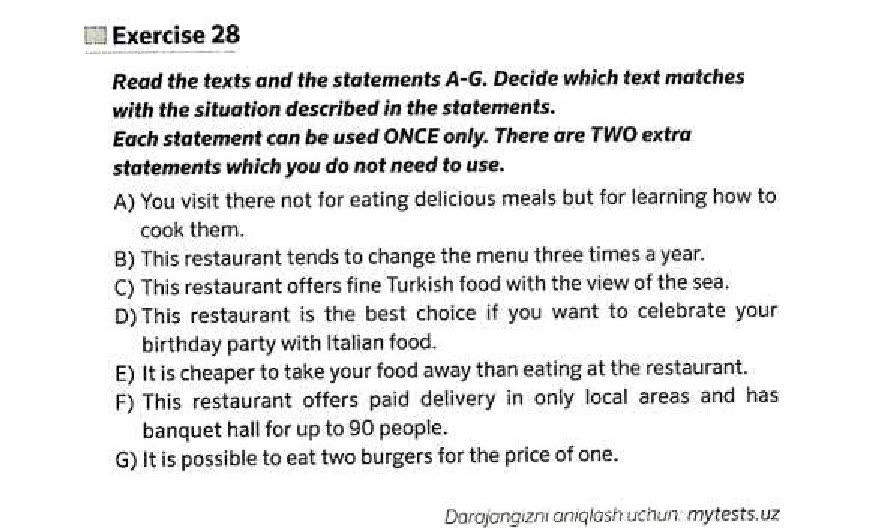 Exercise 28
Read the texts and the statements A-G. Decide which text matches
with the situation described in the statements.
Each statement can be used ONCE only. There are TWO extra
statements which you do not need to use.
A) You visit there not for eating delicious meals but for learning how to
cook them.
B) This restaurant tends to change the menu three times a year.
C) This restaurant offers fine Turkish food with the view of the sea.
D) This restaurant is the best choice if you want to celebrate your
birthday party with Italian food.
E) It is cheaper to take your food away than eating at the restaurant.
F) This restaurant offers paid delivery in only local areas and has
banquet hall for up to 90 people.
G) It is possible to eat two burgers for the price of one.
Darajangizni aniqlash uchun: mytests.uz